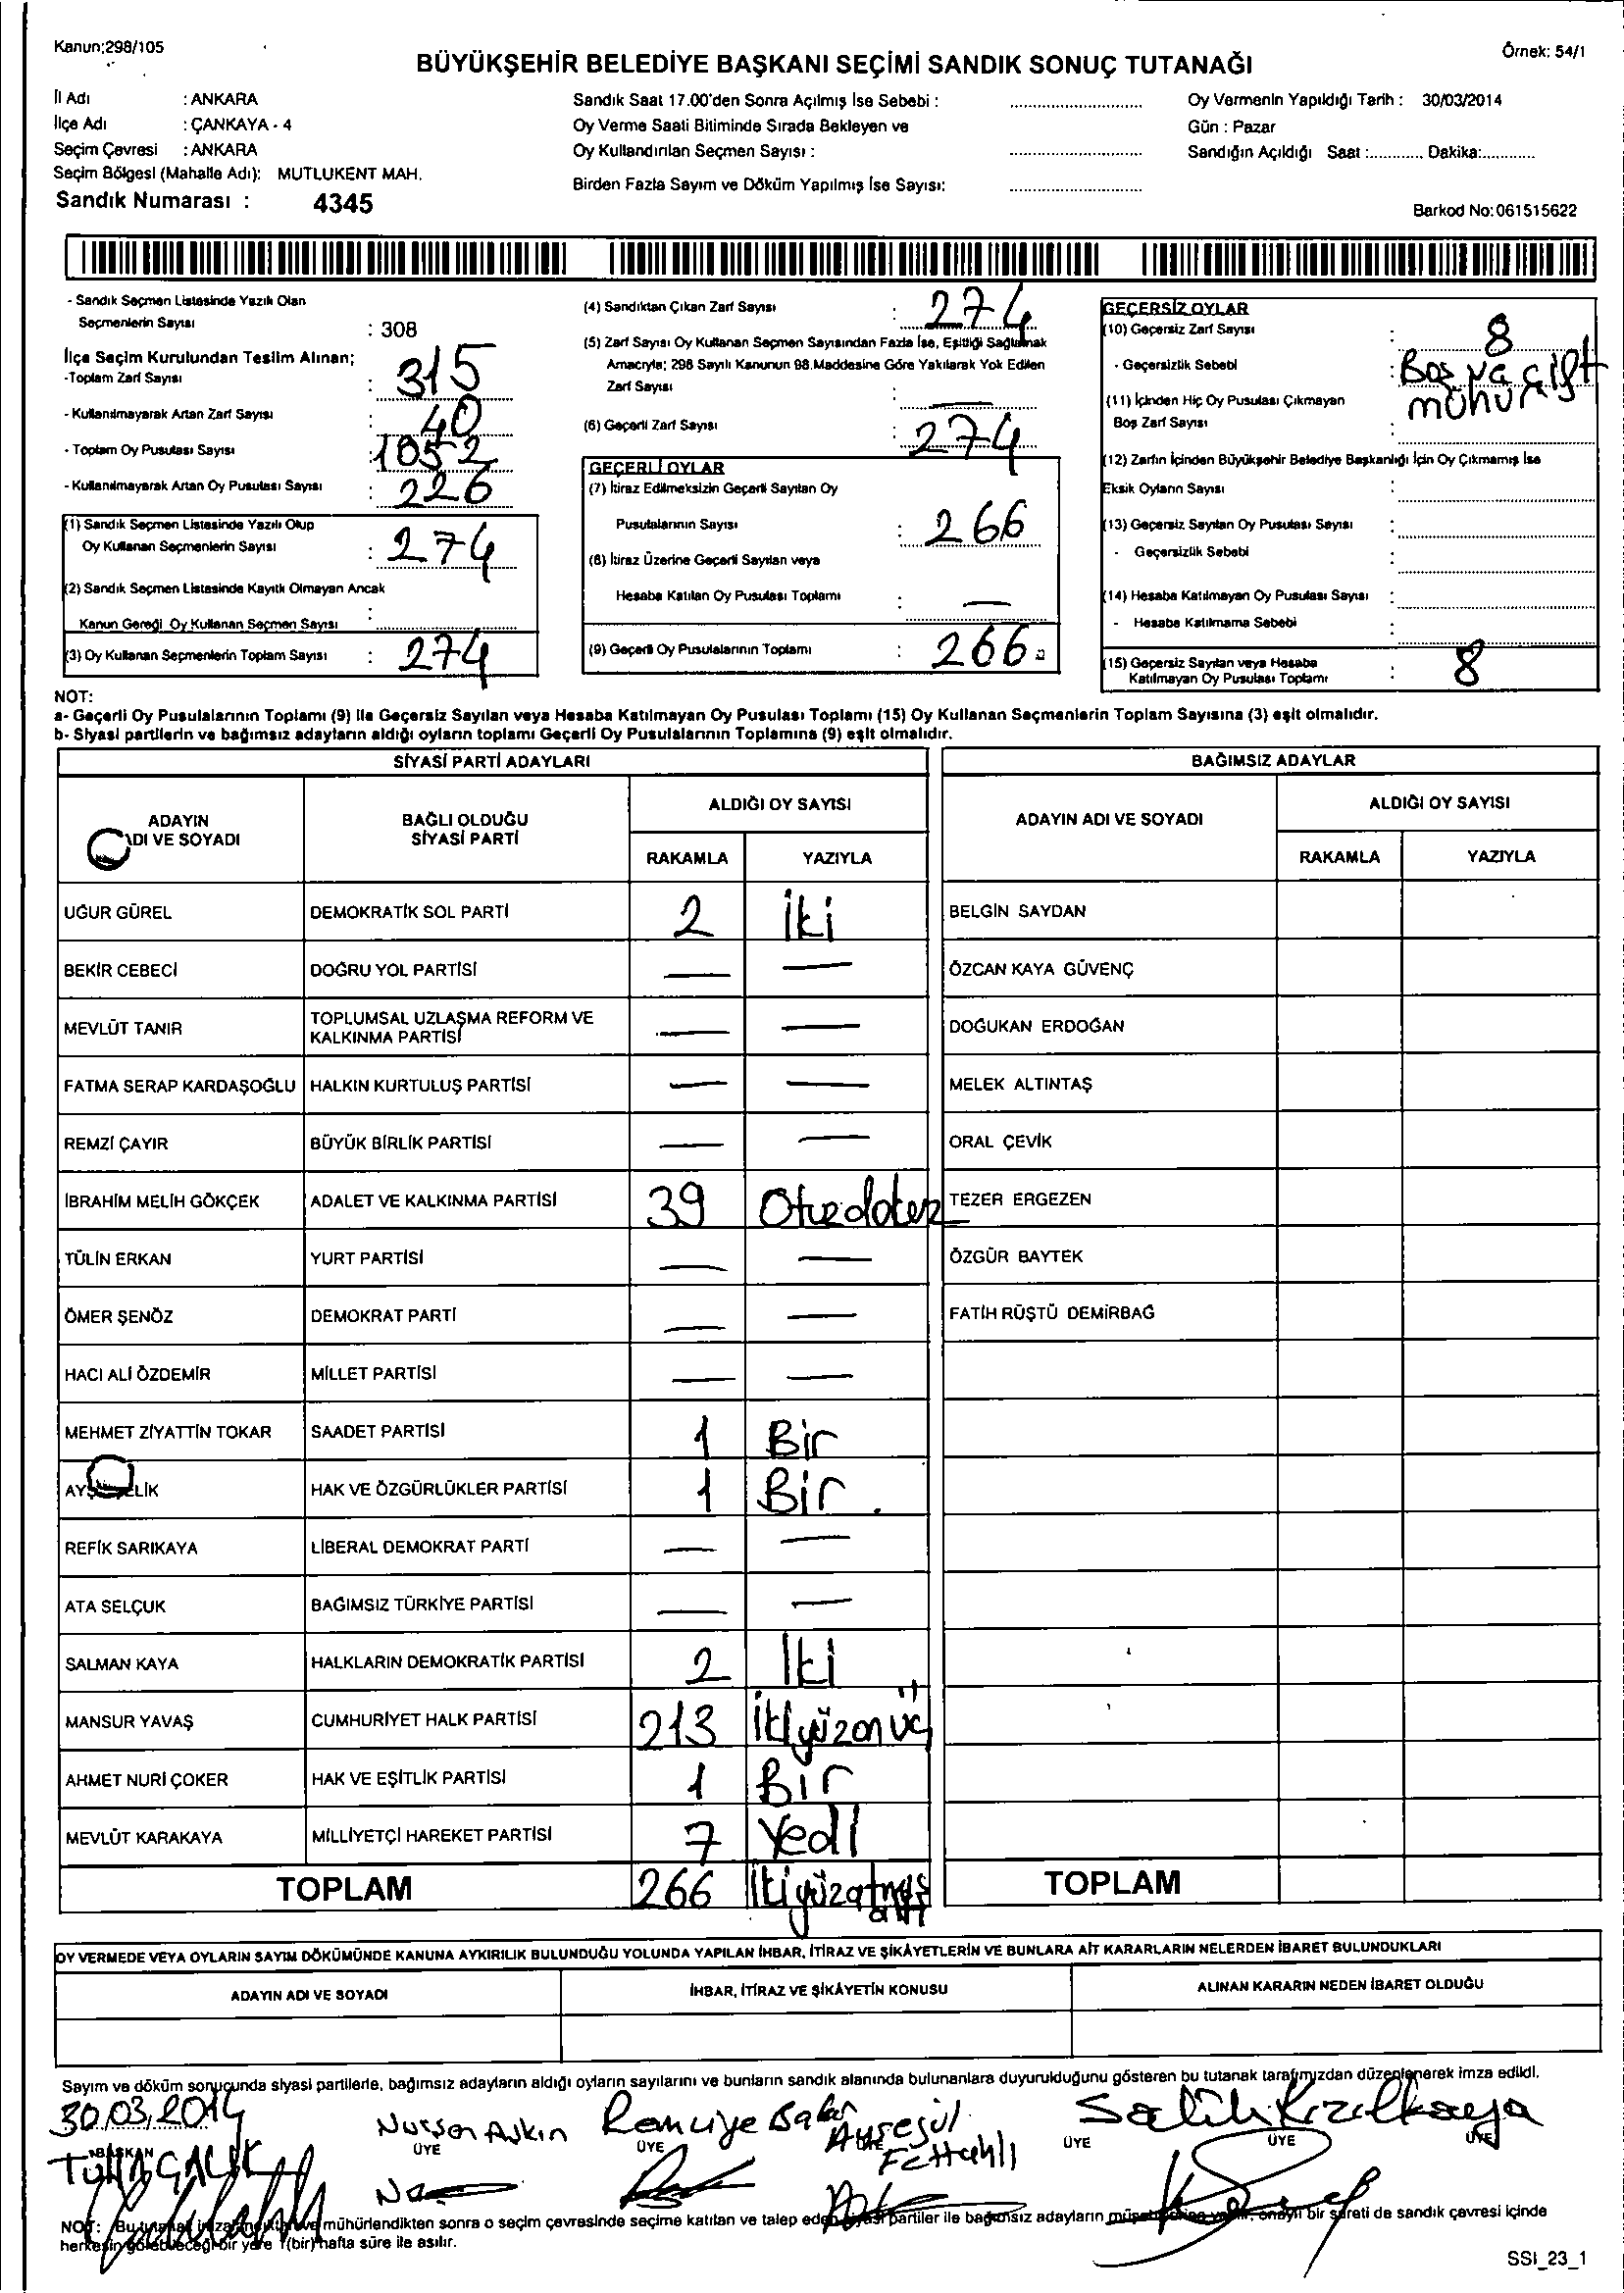 Kanun;298/105
Örnek: 54/1
BÜYÜKŞEHİR BELEDİYE BAŞKANI SEÇİMİ SANDIK SONUÇ TUTANAĞI
İl Adı : ANKARA
İlçe Adı : ÇANKAYA - 4
Seçim Çevresi : ANKARA
Seçim Bölgesi (Mahalle Adı): MUTLUKENT MAH.
Sandık Numarası : 4345
Sandık Saat 17.00'den Sonra Açılmış İse Sebebi :
Oy Verme Saati Bitiminde Sırada Bekleyen ve
Oy Kullandırılan Seçmen Sayısı :
Birden Fazla Sayım ve Döküm Yapılmış İse Sayısı:
Oy Vermenin Yapıldığı Tarih : 30/03/2014
Gün : Pazar
Sandığın Açıldığı Saat :............ Dakika:............
Barkod No:061515622
- Sandık Seçmen Listesinde Yazılı Olan
Seçmenlerin Sayısı : 308
İlçe Seçim Kurulundan Teslim Alınan;
-Toplam Zarf Sayısı : 315
- Kullanılmayarak Artan Zarf Sayısı : 40
- Toplam Oy Pusulası Sayısı : 1052
- Kullanılmayarak Artan Oy Pusulası Sayısı : 226
(1) Sandık Seçmen Listesinde Yazılı Olup
Oy Kullanan Seçmenlerin Sayısı : 274
(2) Sandık Seçmen Listesinde Kayıtlı Olmayan Ancak
Kanun Gereği Oy Kullanan Seçmen Sayısı :
(3) Oy Kullanan Seçmenlerin Toplam Sayısı : 274
(4) Sandıktan Çıkan Zarf Sayısı : 274
(5) Zarf Sayısı Oy Kullanan Seçmen Sayısından Fazla İse, Eşitliği Sağlamak
Amacıyla; 298 Sayılı Kanunun 98.Maddesine Göre Yakılarak Yok Edilen
Zarf Sayısı : —
(6) Geçerli Zarf Sayısı : 274
GEÇERLİ OYLAR
(7) İtiraz Edilmeksizin Geçerli Sayılan Oy
Pusulalarının Sayısı : 266
(8) İtiraz Üzerine Geçerli Sayılan veya
Hesaba Katılan Oy Pusulası Toplamı : —
(9) Geçerli Oy Pusulalarının Toplamı : 266
GEÇERSİZ OYLAR
(10) Geçersiz Zarf Sayısı : 8
- Geçersizlik Sebebi : Boş ya çift
mühür
(11) İçinden Hiç Oy Pusulası Çıkmayan
Boş Zarf Sayısı :
(12) Zarfın İçinden Büyükşehir Belediye Başkanlığı İçin Oy Çıkmamış İse
Eksik Oyların Sayısı :
(13) Geçersiz Sayılan Oy Pusulası Sayısı :
- Geçersizlik Sebebi :
(14) Hesaba Katılmayan Oy Pusulası Sayısı :
- Hesaba Katılmama Sebebi :
(15) Geçersiz Sayılan veya Hesaba
Katılmayan Oy Pusulası Toplamı : 8
NOT:
a- Geçerli Oy Pusulalarının Toplamı (9) ile Geçersiz Sayılan veya Hesaba Katılmayan Oy Pusulası Toplamı (15) Oy Kullanan Seçmenlerin Toplam Sayısına (3) eşit olmalıdır.
b- Siyasi partilerin ve bağımsız adayların aldığı oyların toplamı Geçerli Oy Pusulalarının Toplamına (9) eşit olmalıdır.
SİYASİ PARTİ ADAYLARI
ADAYIN
ADI VE SOYADI
BAĞLI OLDUĞU
SİYASİ PARTİ
ALDIĞI OY SAYISI
RAKAMLA YAZIYLA
UĞUR GÜREL DEMOKRATİK SOL PARTİ 2 İki
BEKİR CEBECİ DOĞRU YOL PARTİSİ — —
MEVLÜT TANIR TOPLUMSAL UZLAŞMA REFORM VE
KALKINMA PARTİSİ — —
FATMA SERAP KARDAŞOĞLU HALKIN KURTULUŞ PARTİSİ — —
REMZİ ÇAYIR BÜYÜK BİRLİK PARTİSİ — —
İBRAHİM MELİH GÖKÇEK ADALET VE KALKINMA PARTİSİ 39 Otuzdokuz
TÜLİN ERKAN YURT PARTİSİ — —
ÖMER ŞENÖZ DEMOKRAT PARTİ — —
HACI ALİ ÖZDEMİR MİLLET PARTİSİ — —
MEHMET ZİYATTİN TOKAR SAADET PARTİSİ 1 Bir
HAK VE ÖZGÜRLÜKLER PARTİSİ 1 Bir.
REFİK SARIKAYA LİBERAL DEMOKRAT PARTİ — —
ATA SELÇUK BAĞIMSIZ TÜRKİYE PARTİSİ — —
SALMAN KAYA HALKLARIN DEMOKRATİK PARTİSİ 2 İki
MANSUR YAVAŞ CUMHURİYET HALK PARTİSİ 213 İkiyüzonüç
AHMET NURİ ÇOKER HAK VE EŞİTLİK PARTİSİ 1 Bir
MEVLÜT KARAKAYA MİLLİYETÇİ HAREKET PARTİSİ 7 Yedi
TOPLAM 266 İkiyüzatmış
altı
BAĞIMSIZ ADAYLAR
ADAYIN ADI VE SOYADI
ALDIĞI OY SAYISI
RAKAMLA YAZIYLA
BELGİN SAYDAN
ÖZCAN KAYA GÜVENÇ
DOĞUKAN ERDOĞAN
MELEK ALTINTAŞ
ORAL ÇEVİK
TEZER ERGEZEN
ÖZGÜR BAYTEK
FATİH RÜŞTÜ DEMİRBAĞ
TOPLAM
OY VERMEDE VEYA OYLARIN SAYIM DÖKÜMÜNDE KANUNA AYKIRILIK BULUNDUĞU YOLUNDA YAPILAN İHBAR, İTİRAZ VE ŞİKÂYETLERİN VE BUNLARA AİT KARARLARIN NELERDEN İBARET BULUNDUKLARI
ADAYIN ADI VE SOYADI
İHBAR, İTİRAZ VE ŞİKÂYETİN KONUSU
ALINAN KARARIN NEDEN İBARET OLDUĞU
Sayım ve döküm sonucunda siyasi partilerle, bağımsız adayların aldığı oyların sayılarını ve bunların sandık alanında bulunanlara duyurulduğunu gösteren bu tutanak tarafımızdan düzenlenerek imza edildi.
30.03.2014
BAŞKAN
Aşkın
ÜYE
Remziye
ÜYE
Ayşegül
Fettahlı
ÜYE
ÜYE
Salih Kızılkaya
ÜYE
ÜYE
NOT: Bu tutanak imzalanıp mühürlendikten sonra o seçim çevresinde seçime katılan ve talep eden siyasi partiler ile bağımsız adayların müşahitlerine verilir, onaylı bir sureti de sandık çevresi içinde
herkesin görebileceği bir yere 1(bir) hafta süre ile asılır.
SSI_23_1